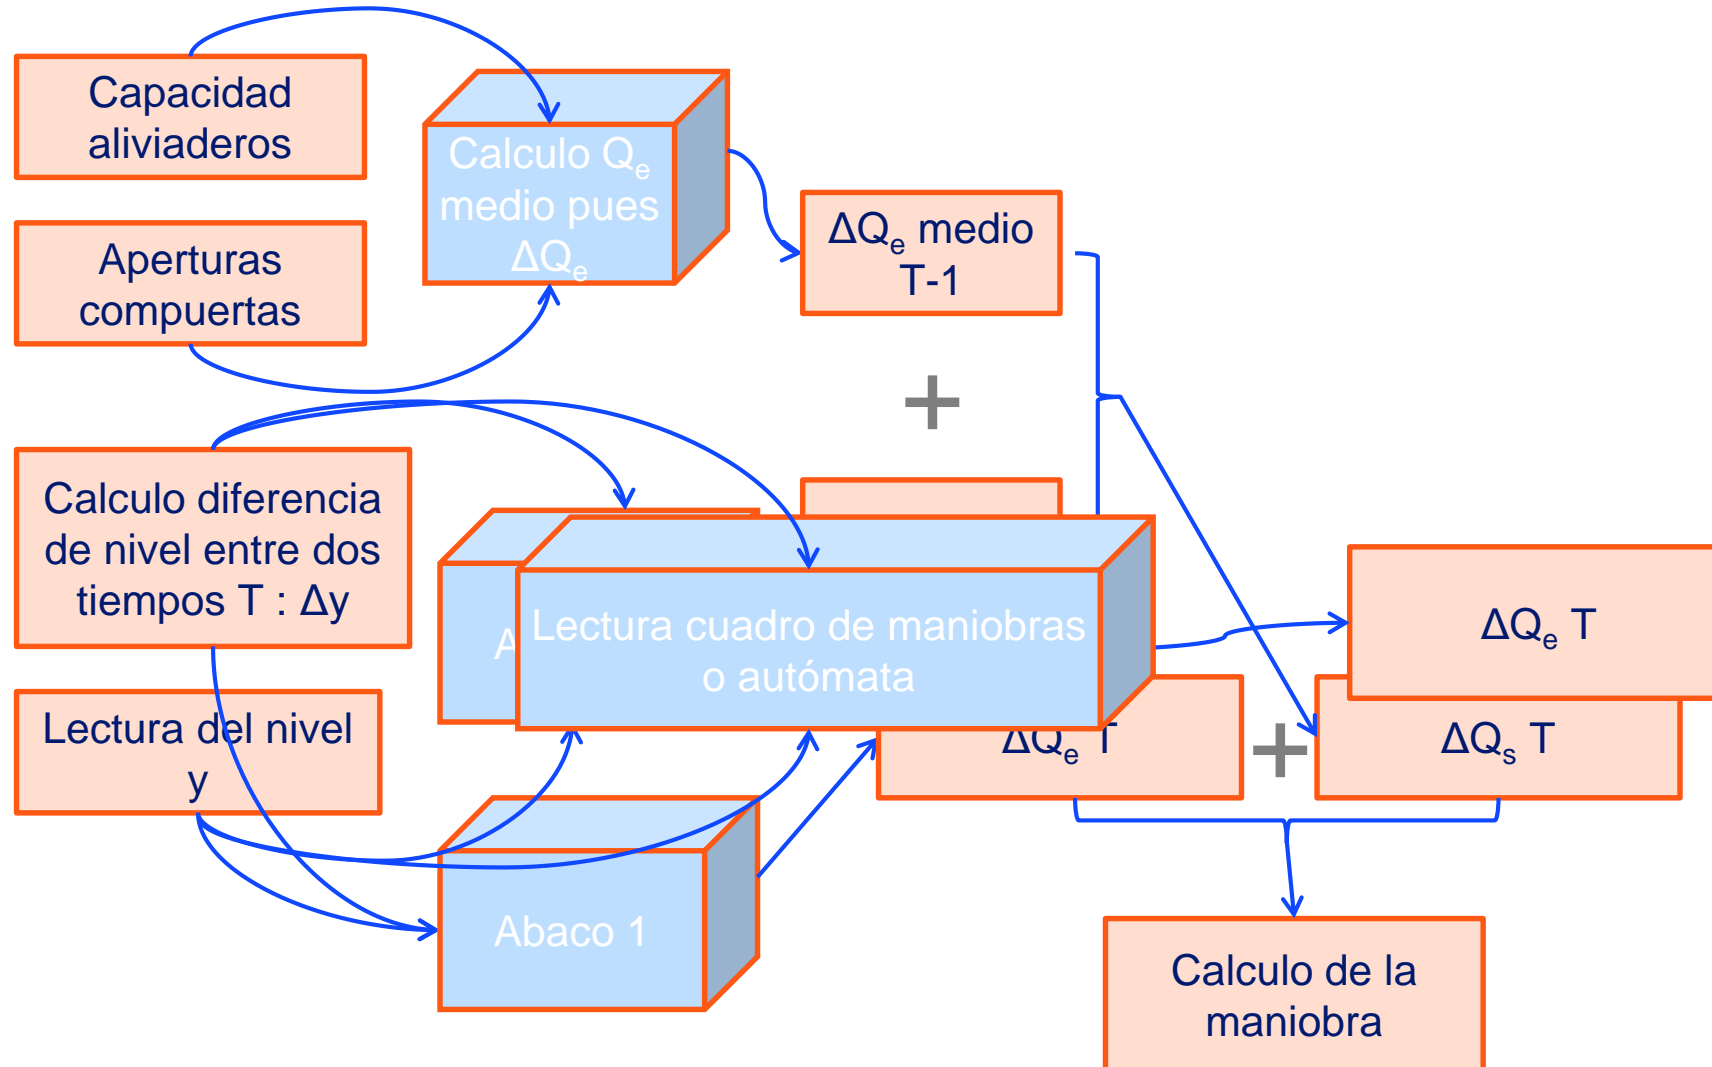 Capacidad
aliviaderos
Calculo Qₑ
medio pues
ΔQₑ
Aperturas
compuertas
ΔQₑ medio
T-1
+
Calculo diferencia
de nivel entre dos
tiempos T : Δy
Lectura cuadro de maniobras
o autómata
ΔQₑ T
Lectura del nivel
y
ΔQₑ T
+
ΔQₛ T
Abaco 1
Calculo de la
maniobra